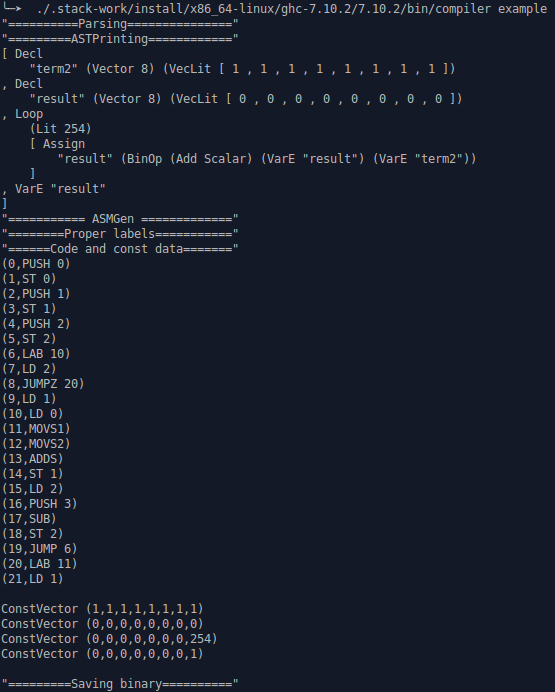 ╰─➤  ./.stack-work/install/x86_64-linux/ghc-7.10.2/7.10.2/bin/compiler example
"==========Parsing==============="
"=========ASTPrinting============"
[ Decl
    "term2" (Vector 8) (VecLit [ 1 , 1 , 1 , 1 , 1 , 1 , 1 , 1 ])
, Decl
    "result" (Vector 8) (VecLit [ 0 , 0 , 0 , 0 , 0 , 0 , 0 , 0 ])
, Loop
    (Lit 254)
    [ Assign
        "result" (BinOp (Add Scalar) (VarE "result") (VarE "term2"))
    ]
, VarE "result"
]
"=========== ASMGen ============="
"========Proper labels==========="
"======Code and const data======="
(0,PUSH 0)
(1,ST 0)
(2,PUSH 1)
(3,ST 1)
(4,PUSH 2)
(5,ST 2)
(6,LAB 10)
(7,LD 2)
(8,JUMPZ 20)
(9,LD 1)
(10,LD 0)
(11,MOVS1)
(12,MOVS2)
(13,ADDS)
(14,ST 1)
(15,LD 2)
(16,PUSH 3)
(17,SUB)
(18,ST 2)
(19,JUMP 6)
(20,LAB 11)
(21,LD 1)

ConstVector (1,1,1,1,1,1,1,1)
ConstVector (0,0,0,0,0,0,0,0)
ConstVector (0,0,0,0,0,0,0,254)
ConstVector (0,0,0,0,0,0,0,1)

"=========Saving binary=========="